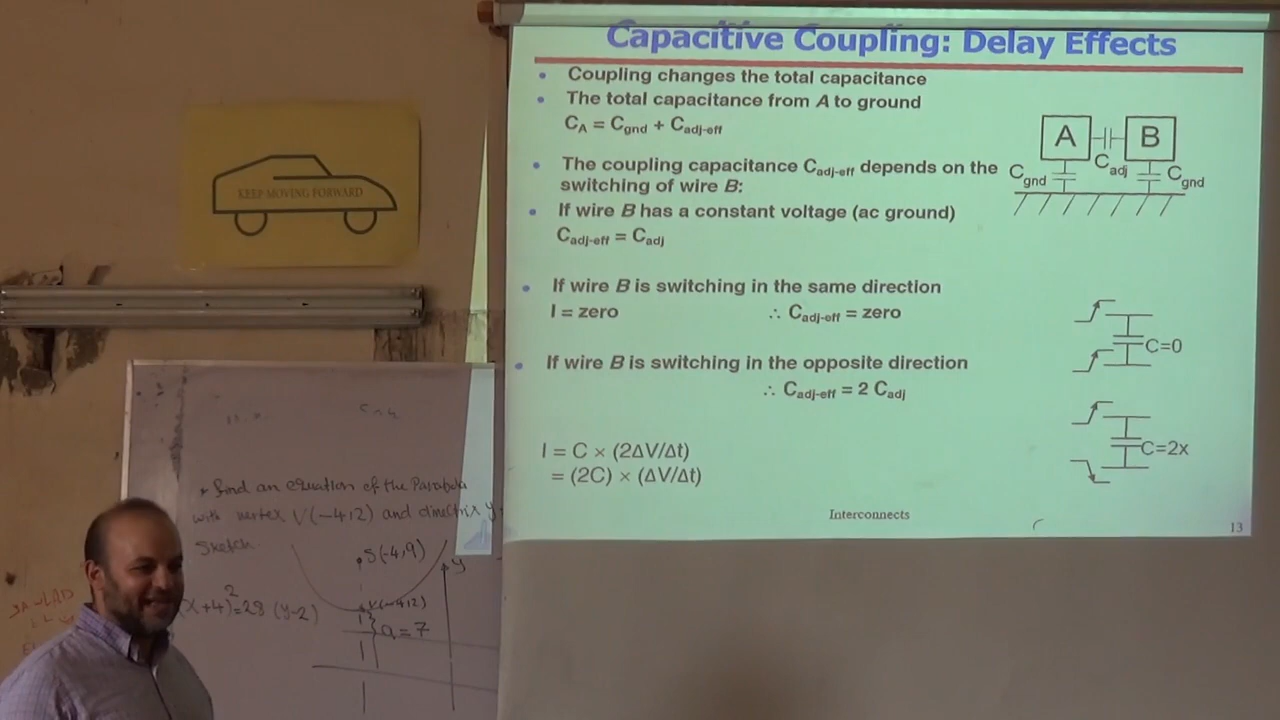 Capacitive Coupling: Delay Effects
• Coupling changes the total capacitance
• The total capacitance from A to ground
C_A = C_gnd + C_adj-eff
• The coupling capacitance C_adj-eff depends on the
switching of wire B:
• If wire B has a constant voltage (ac ground)
C_adj-eff = C_adj
• If wire B is switching in the same direction
I = zero ∴ C_adj-eff = zero
• If wire B is switching in the opposite direction
∴ C_adj-eff = 2 C_adj
I = C × (2ΔV/Δt)
= (2C) × (ΔV/Δt)
A B
C_adj
C_gnd C_gnd
C=0
C=2x
Interconnects
13
KEEP MOVING FORWARD
find an equation of the Parabola
with vertex V(-4,2) and directrix y
Sketch.
S(-4,9)
y
V(-4,2)
(x+4)²=28 (y-2)
a=7